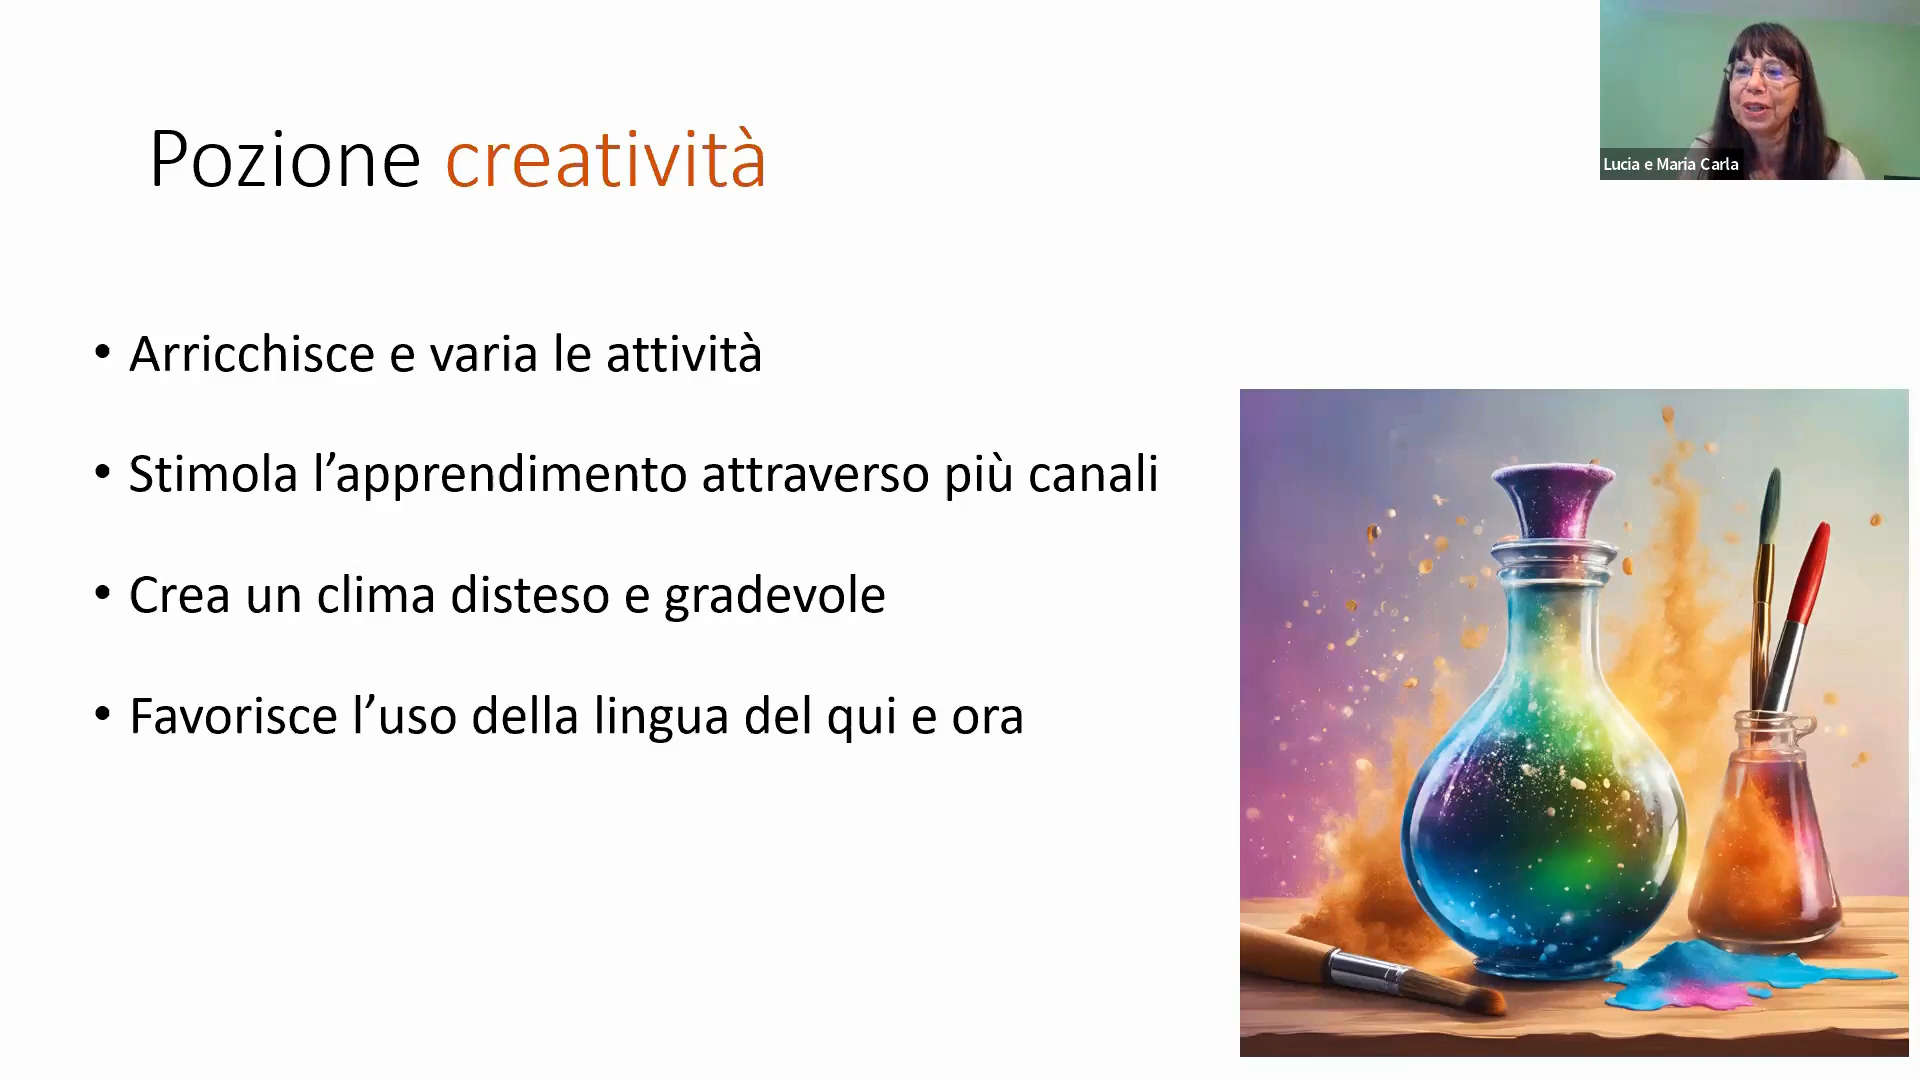 Pozione creatività
Lucia e Maria Carla
• Arricchisce e varia le attività
• Stimola l’apprendimento attraverso più canali
• Crea un clima disteso e gradevole
• Favorisce l’uso della lingua del qui e ora